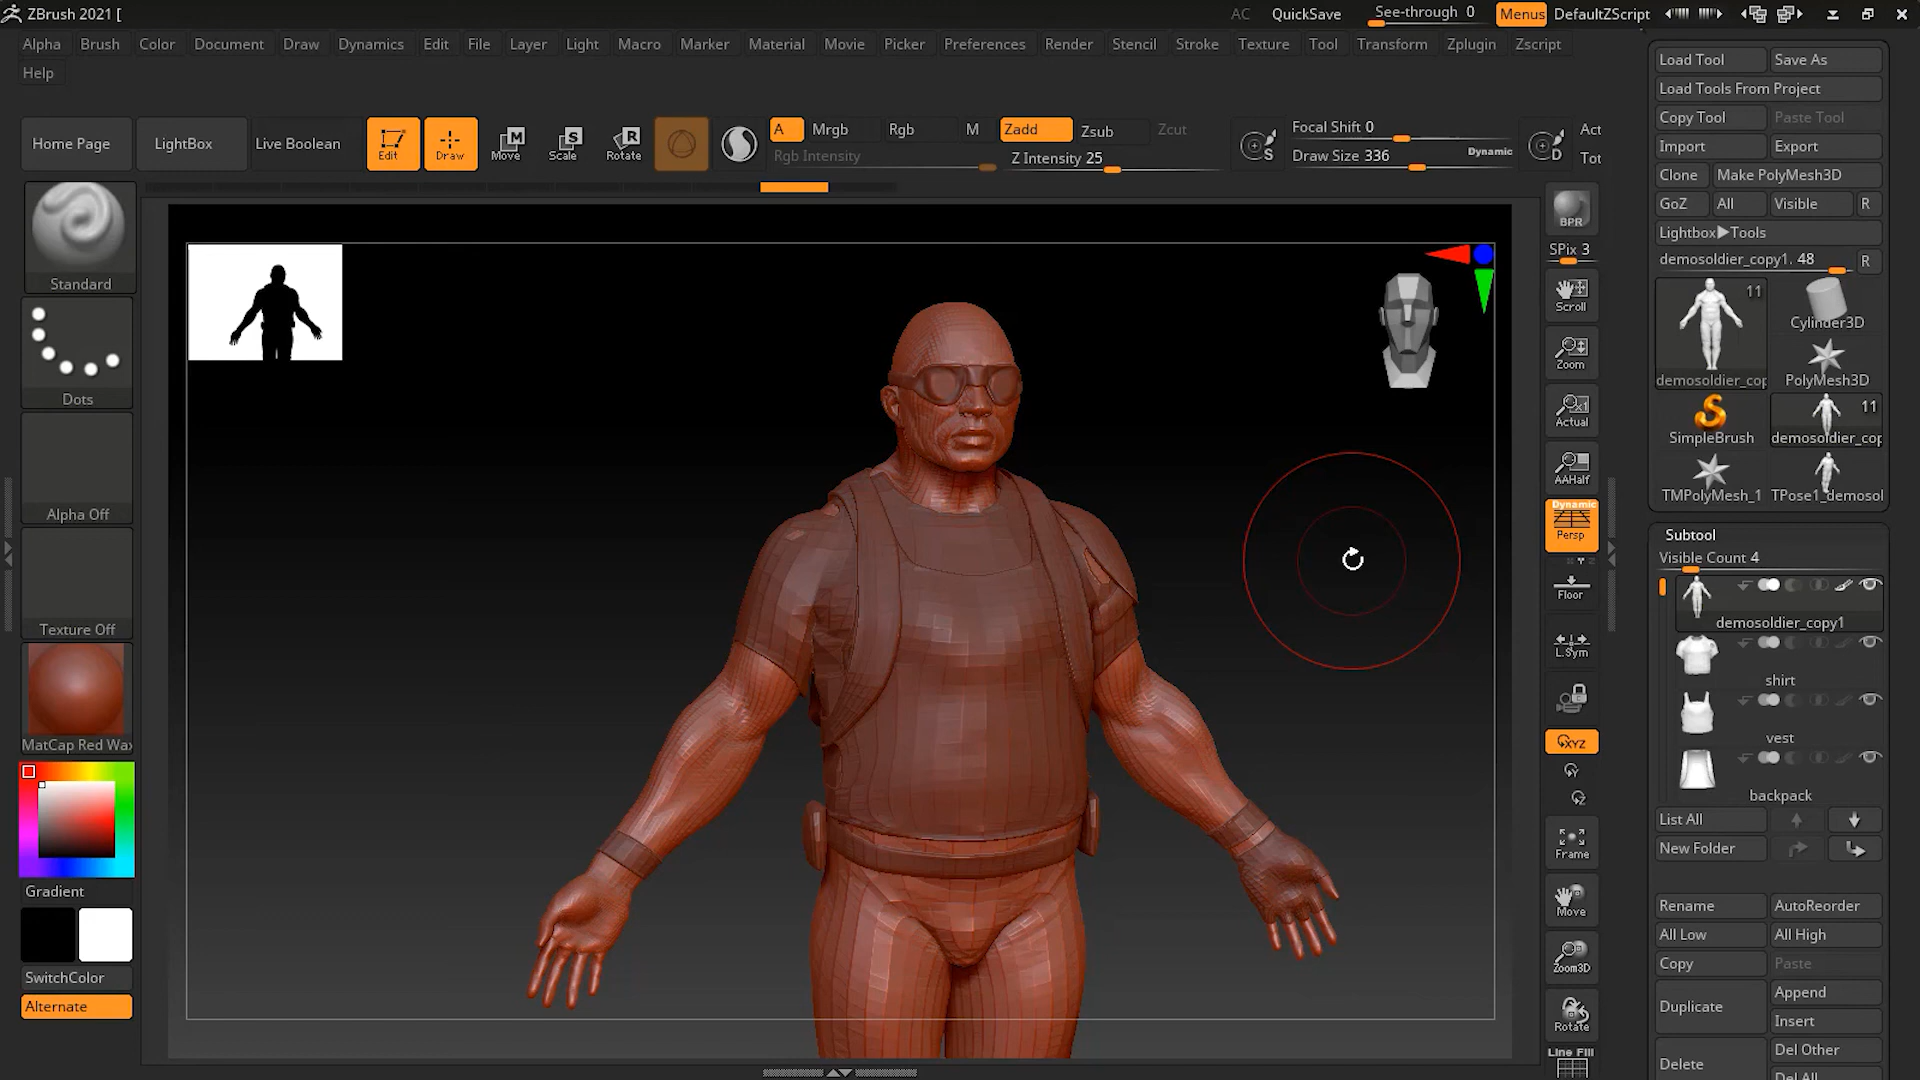 ZBrush 2021 [
AC QuickSave See-through 0 Menus DefaultZScript
Alpha Brush Color Document Draw Dynamics Edit File Layer Light Macro Marker Material Movie Picker Preferences Render Stencil Stroke Texture Tool Transform Zplugin Zscript
Help
Home Page LightBox Live Boolean Edit Draw Move Scale Rotate
A Mrgb Rgb M Zadd Zsub Zcut
Rgb Intensity Z Intensity 25
M S R
S Focal Shift 0
Draw Size 336 Dynamic
D Act
Tot
Standard
Dots
Alpha Off
Texture Off
MatCap Red Wax
Gradient
SwitchColor
Alternate
BPR
SPix 3
Scroll
Zoom
Actual
AAHalf
Dynamic
Persp
Floor
L.Sym
XYZ
Frame
Move
Zoom3D
Rotate
Line Fill
Load Tool Save As
Load Tools From Project
Copy Tool Paste Tool
Import Export
Clone Make PolyMesh3D
GoZ All Visible R
Lightbox▶Tools
demosoldier_copy1. 48 R
11
Cylinder3D
demosoldier_cop PolyMesh3D
11
SimpleBrush demosoldier_cop
TMPolyMesh_1 TPose1_demosol
Subtool
Visible Count 4
demosoldier_copy1
shirt
vest
backpack
List All
New Folder
Rename AutoReorder
All Low All High
Copy Paste
Duplicate Append
Insert
Delete Del Other
Del All